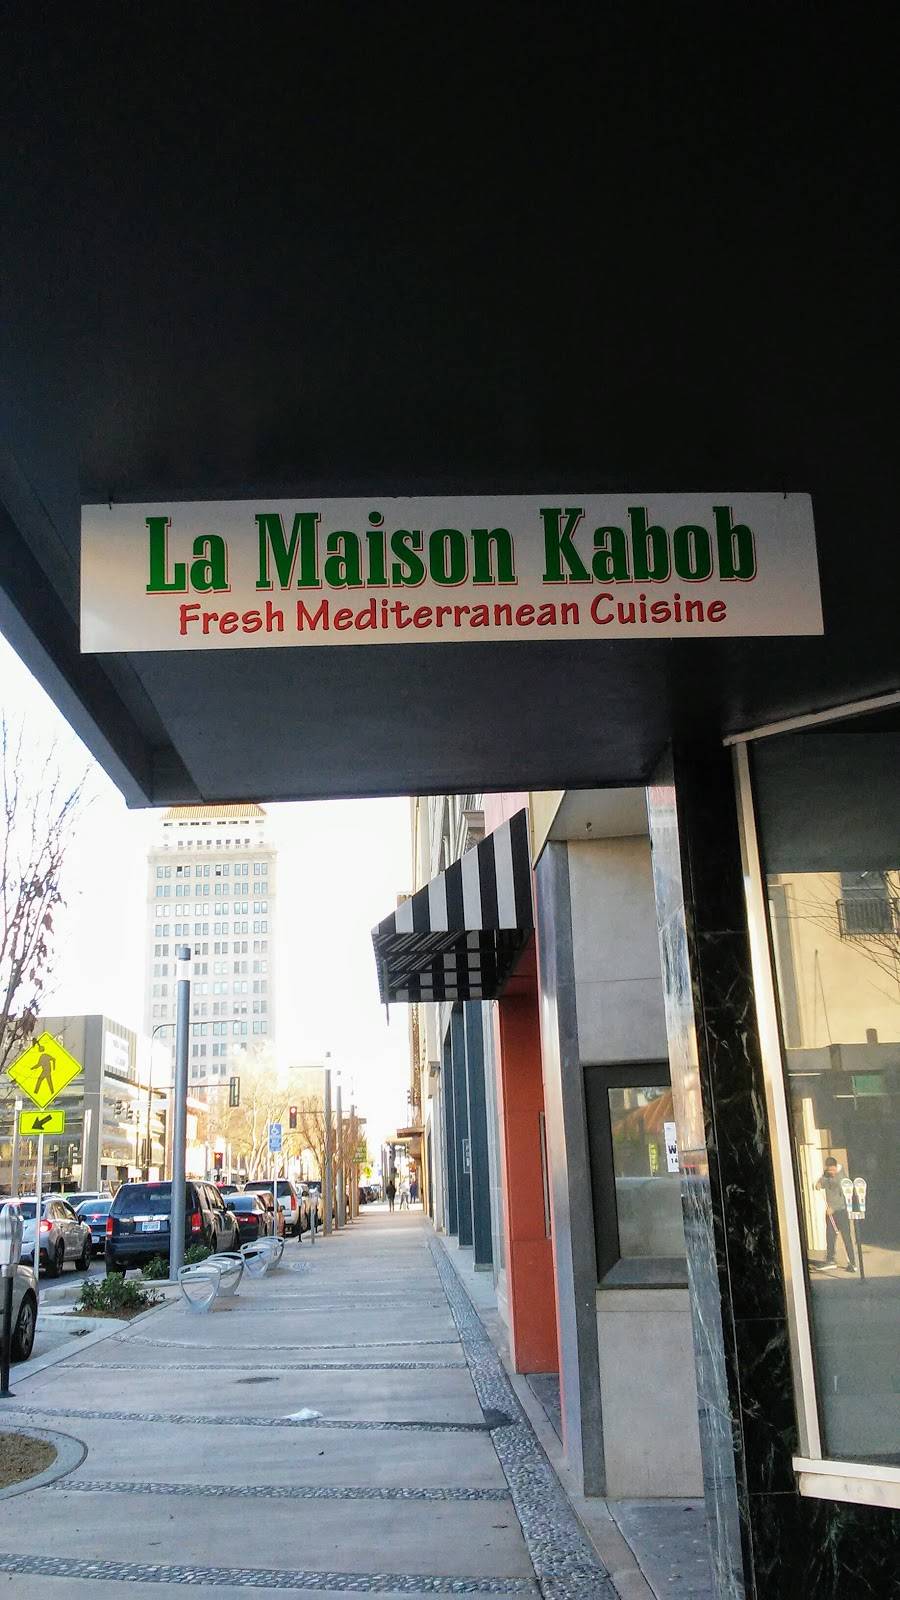 La Maison Kabob
Fresh Mediterranean Cuisine